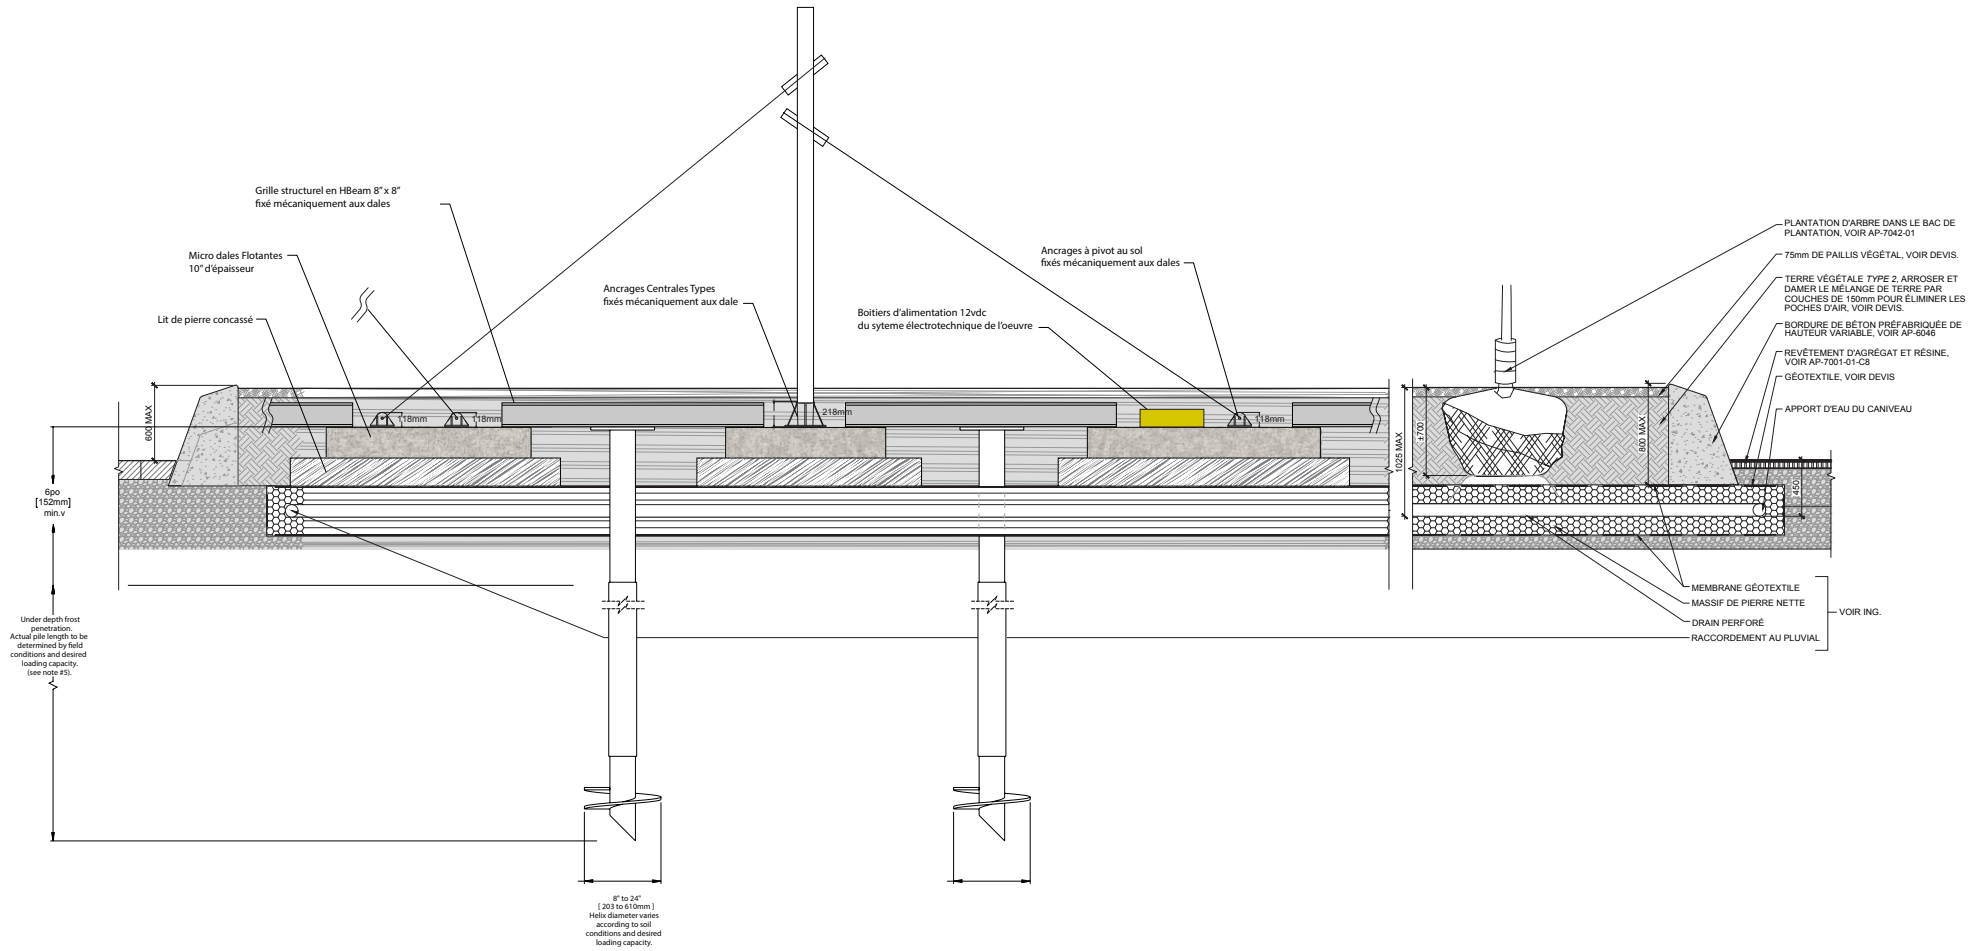 Grille structurel en HBeam 8" x 8"
fixé mécaniquement aux dales
Micro dales Flotantes
10" d'épaisseur
Lit de pierre concassé
Ancrages Centrales Types
fixés mécaniquement aux dale
Boitiers d'alimentation 12vdc
du syteme électrotechnique de l'oeuvre
Ancrages à pivot au sol
fixés mécaniquement aux dales
PLANTATION D'ARBRE DANS LE BAC DE
PLANTATION, VOIR AP-7042-01
75mm DE PAILLIS VÉGÉTAL, VOIR DEVIS.
TERRE VÉGÉTALE TYPE 2, ARROSER ET
DAMER LE MÉLANGE DE TERRE PAR
COUCHES DE 150mm POUR ÉLIMINER LES
POCHES D'AIR, VOIR DEVIS.
BORDURE DE BÉTON PRÉFABRIQUÉE DE
HAUTEUR VARIABLE, VOIR AP-6046
REVÊTEMENT D'AGRÉGAT ET RÉSINE,
VOIR AP-7001-01-C8
GÉOTEXTILE, VOIR DEVIS
APPORT D'EAU DU CANIVEAU
600 MAX
118mm
118mm
218mm
118mm
1025 MAX
±700
800 MAX
450
6po
[152mm]
min.v
Under depth frost
penetration.
Actual pile length to be
determined by field
conditions and desired
loading capacity.
(see note #5).
MEMBRANE GÉOTEXTILE
MASSIF DE PIERRE NETTE
DRAIN PERFORÉ
RACCORDEMENT AU PLUVIAL
VOIR ING.
8" to 24"
[ 203 to 610mm ]
Helix diameter varies
according to soil
conditions and desired
loading capacity.